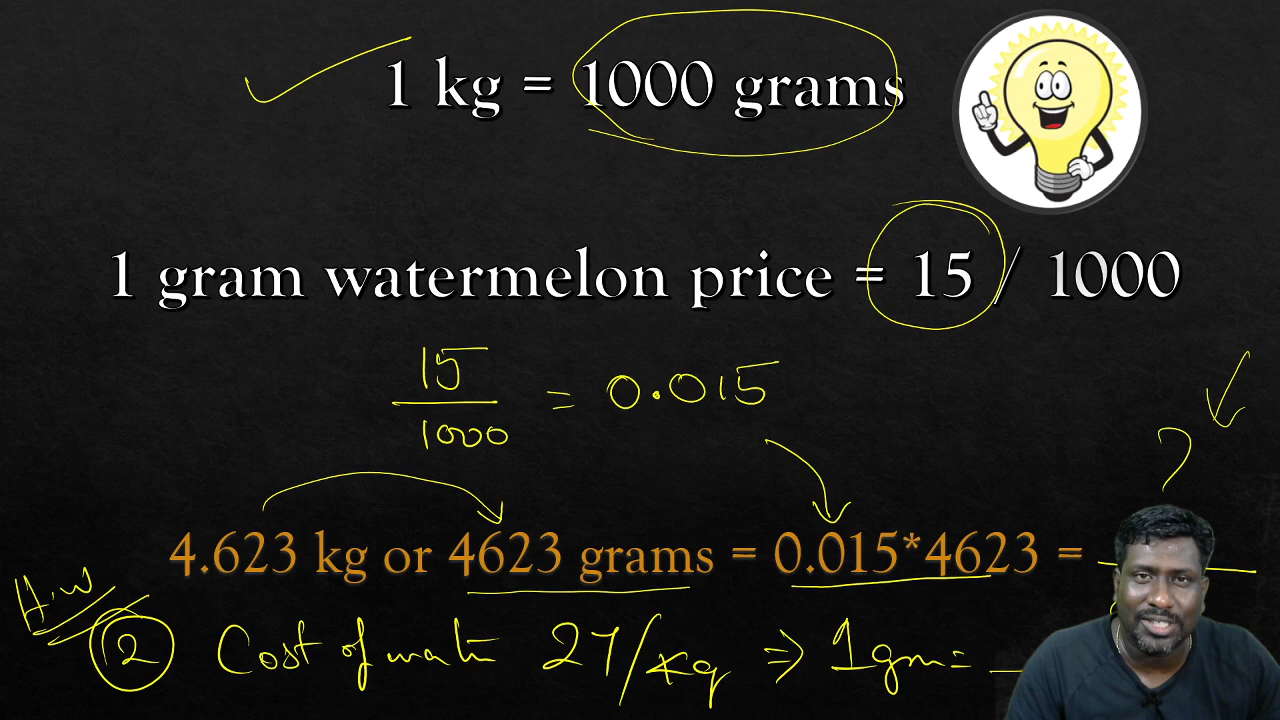 1 kg = 1000 grams
1 gram watermelon price = 15 / 1000
15
1000
= 0.015
?
4.623 kg or 4623 grams = 0.015*4623 =
H.W
2 Cost of 27/kg ⇒ 1gm =